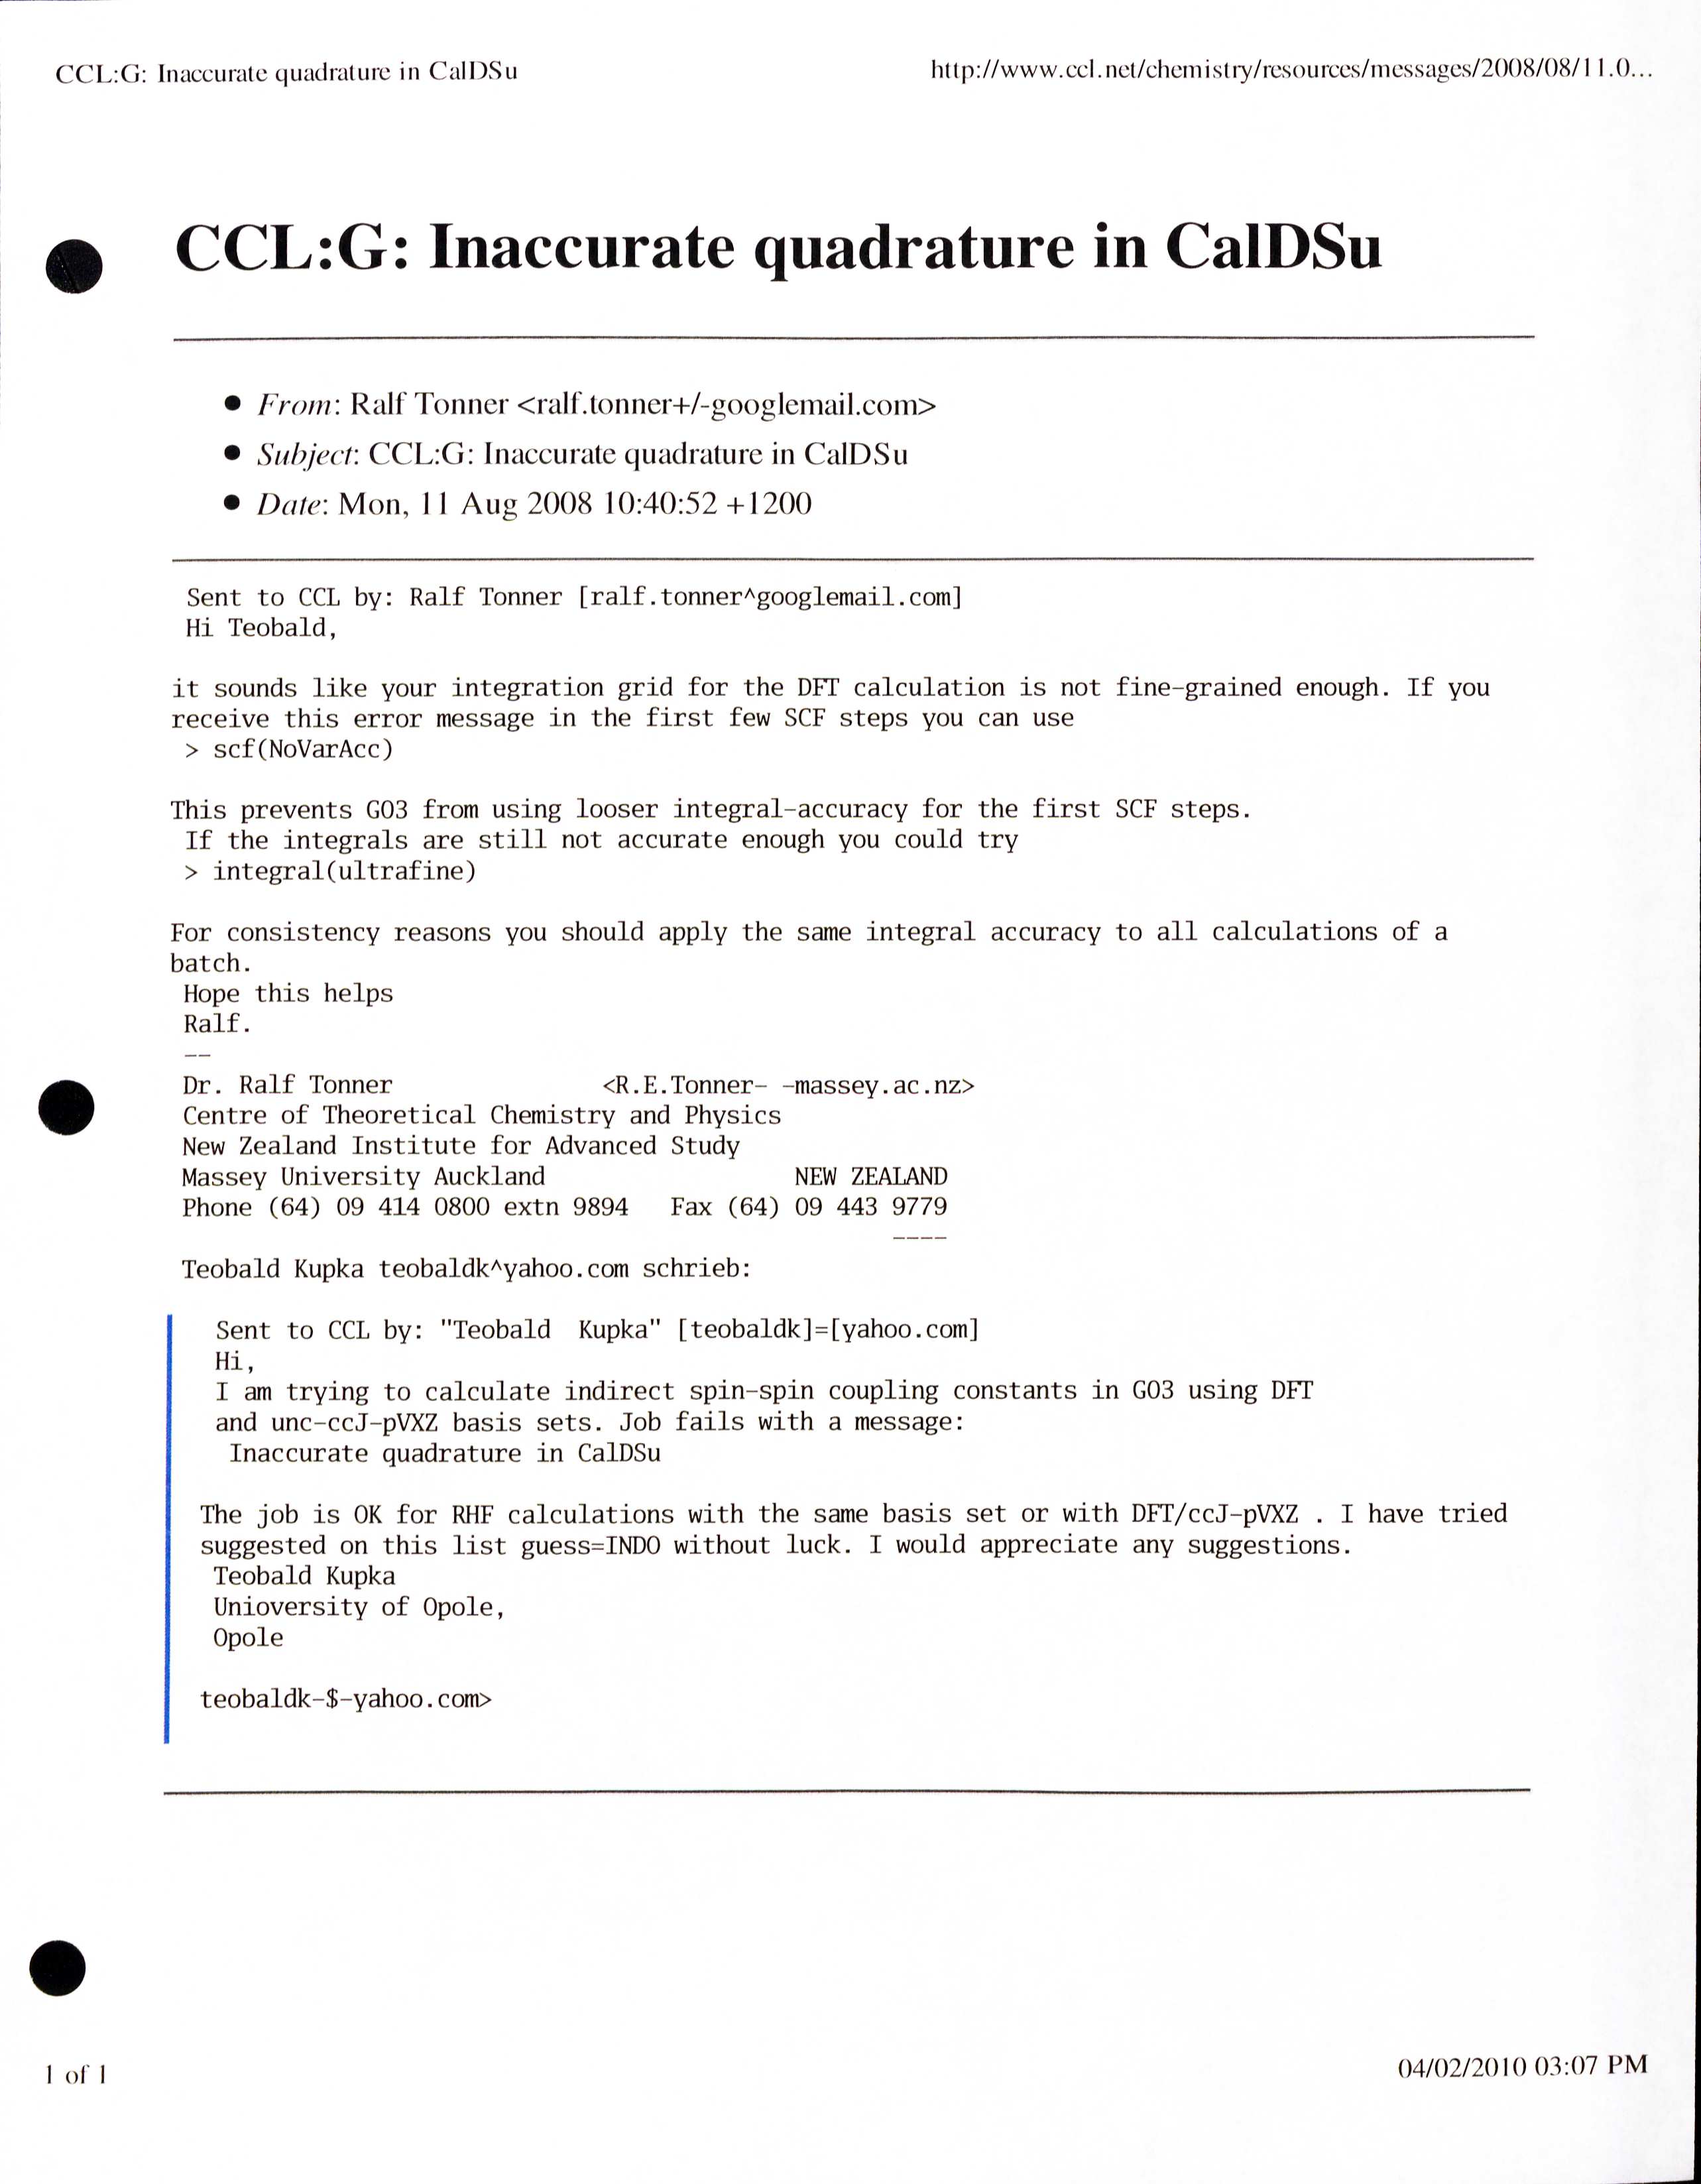 CCL:G: Inaccurate quadrature in CalDSu
http://www.ccl.net/chemistry/resources/messages/2008/08/11.0...
CCL:G: Inaccurate quadrature in CalDSu
● From: Ralf Tonner <ralf.tonner+/-googlemail.com>
● Subject: CCL:G: Inaccurate quadrature in CalDSu
● Date: Mon, 11 Aug 2008 10:40:52 +1200
Sent to CCL by: Ralf Tonner [ralf.tonner^googlemail.com]
Hi Teobald,
it sounds like your integration grid for the DFT calculation is not fine-grained enough. If you
receive this error message in the first few SCF steps you can use
> scf(NoVarAcc)
This prevents G03 from using looser integral-accuracy for the first SCF steps.
If the integrals are still not accurate enough you could try
> integral(ultrafine)
For consistency reasons you should apply the same integral accuracy to all calculations of a
batch.
Hope this helps
Ralf.
--
Dr. Ralf Tonner <R.E.Tonner- -massey.ac.nz>
Centre of Theoretical Chemistry and Physics
New Zealand Institute for Advanced Study
Massey University Auckland NEW ZEALAND
Phone (64) 09 414 0800 extn 9894 Fax (64) 09 443 9779
----
Teobald Kupka teobaldk^yahoo.com schrieb:
Sent to CCL by: "Teobald Kupka" [teobaldk]=[yahoo.com]
Hi,
I am trying to calculate indirect spin-spin coupling constants in G03 using DFT
and unc-ccJ-pVXZ basis sets. Job fails with a message:
Inaccurate quadrature in CalDSu
The job is OK for RHF calculations with the same basis set or with DFT/ccJ-pVXZ . I have tried
suggested on this list guess=INDO without luck. I would appreciate any suggestions.
Teobald Kupka
Unioversity of Opole,
Opole
teobaldk-$-yahoo.com>
1 of 1
04/02/2010 03:07 PM